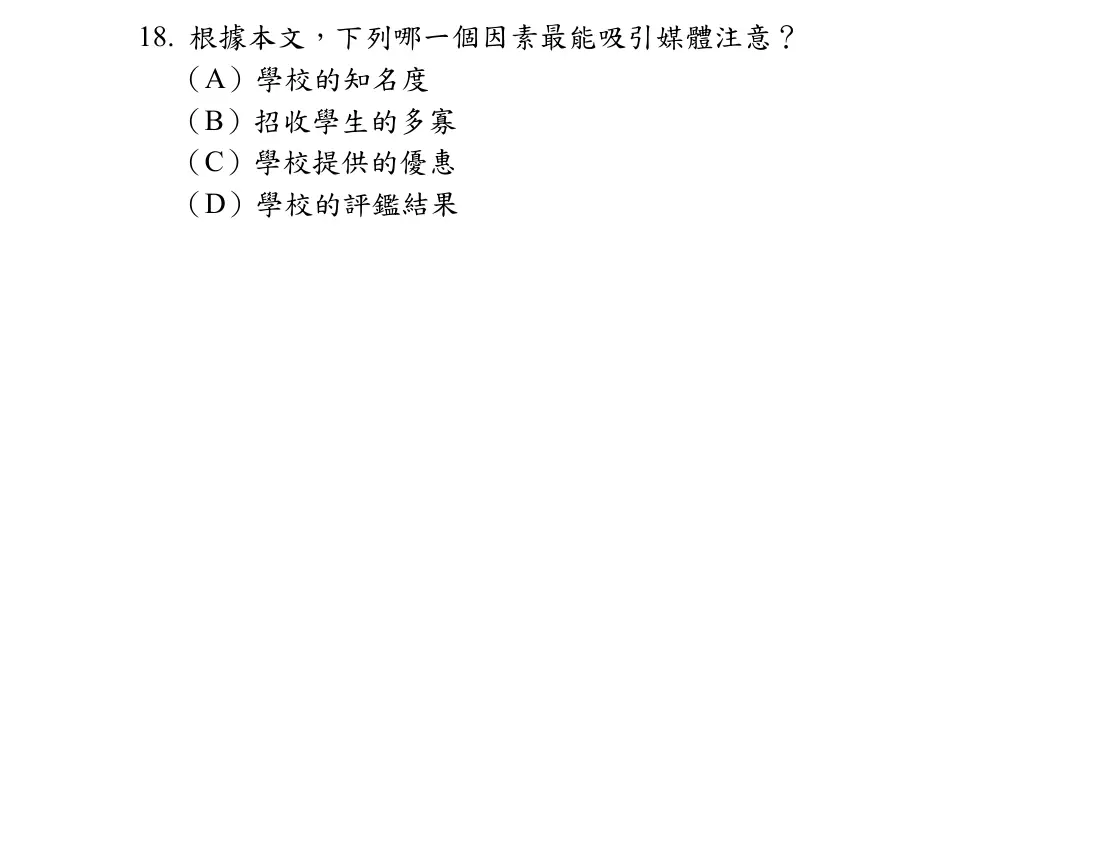 18. 根據本文，下列哪一個因素最能吸引媒體注意？
（A）學校的知名度
（B）招收學生的多寡
（C）學校提供的優惠
（D）學校的評鑑結果